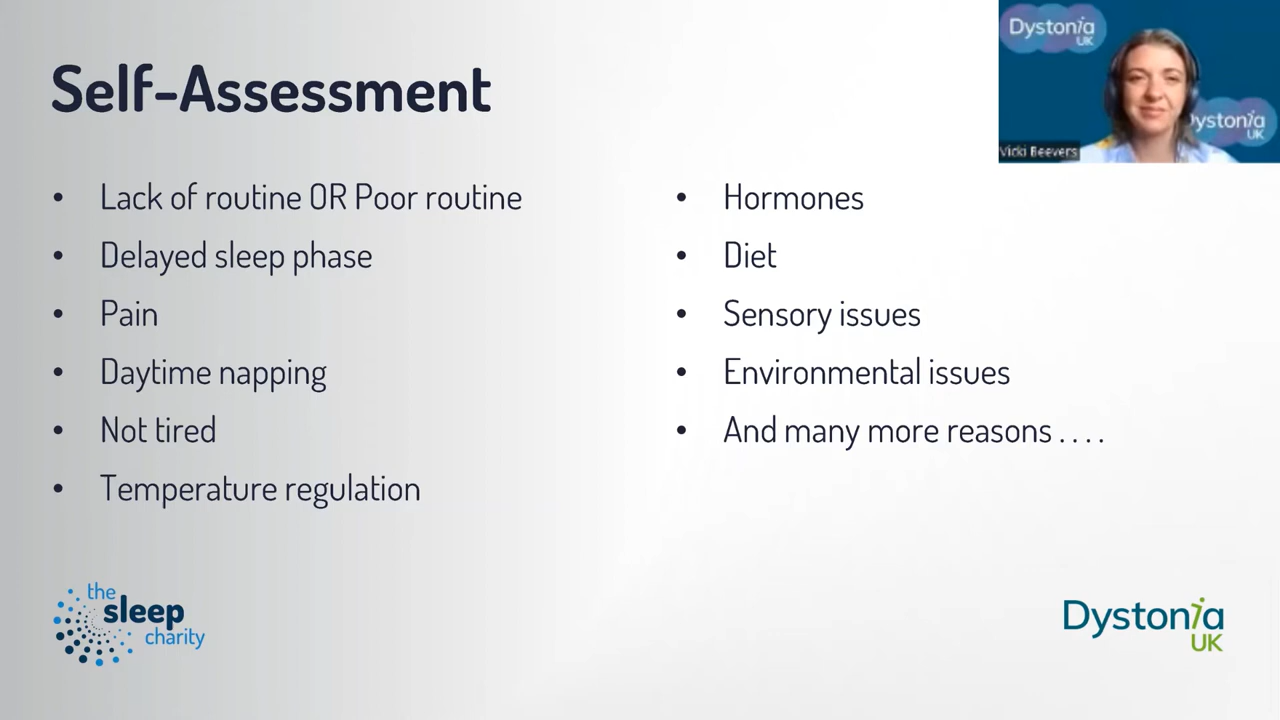 Self-Assessment
• Lack of routine OR Poor routine
• Delayed sleep phase
• Pain
• Daytime napping
• Not tired
• Temperature regulation
• Hormones
• Diet
• Sensory issues
• Environmental issues
• And many more reasons . . . .
Dystonia
UK
Dystonia
UK
Vicki Beevers
the
sleep
charity
Dystonia
UK